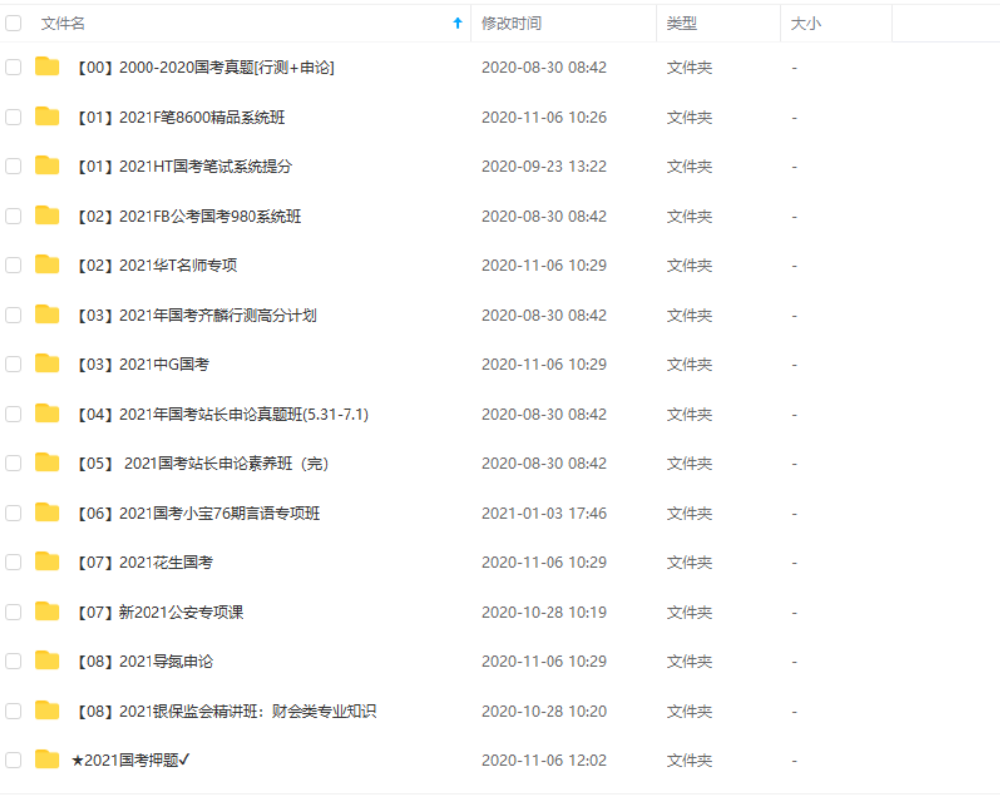 文件名 修改时间 类型 大小
【00】2000-2020国考真题[行测+申论] 2020-08-30 08:42 文件夹 -
【01】2021F笔8600精品系统班 2020-11-06 10:26 文件夹 -
【01】2021HT国考笔试系统提分 2020-09-23 13:22 文件夹 -
【02】2021FB公考国考980系统班 2020-08-30 08:42 文件夹 -
【02】2021华T名师专项 2020-11-06 10:29 文件夹 -
【03】2021年国考齐麟行测高分计划 2020-08-30 08:42 文件夹 -
【03】2021中G国考 2020-11-06 10:29 文件夹 -
【04】2021年国考站长申论真题班(5.31-7.1) 2020-08-30 08:42 文件夹 -
【05】 2021国考站长申论素养班（完） 2020-08-30 08:42 文件夹 -
【06】2021国考小宝76期言语专项班 2021-01-03 17:46 文件夹 -
【07】2021花生国考 2020-11-06 10:29 文件夹 -
【07】新2021公安专项课 2020-10-28 10:19 文件夹 -
【08】2021导氮申论 2020-11-06 10:29 文件夹 -
【08】2021银保监会精讲班：财会类专业知识 2020-10-28 10:20 文件夹 -
★2021国考押题✓ 2020-11-06 12:02 文件夹 -